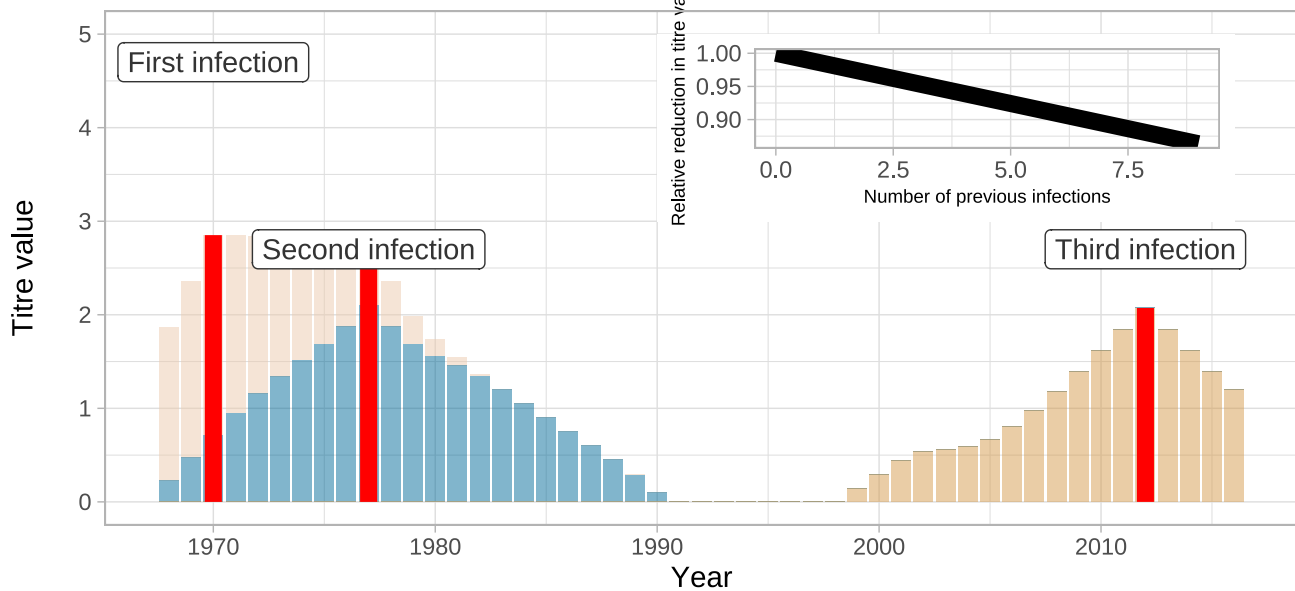 First infection
Second infection
Third infection
5
4
3
2
1
0
Titre value
1970
1980
1990
2000
2010
Year
Relative reduction in titre
1.00
0.95
0.90
0.0
2.5
5.0
7.5
Number of previous infections